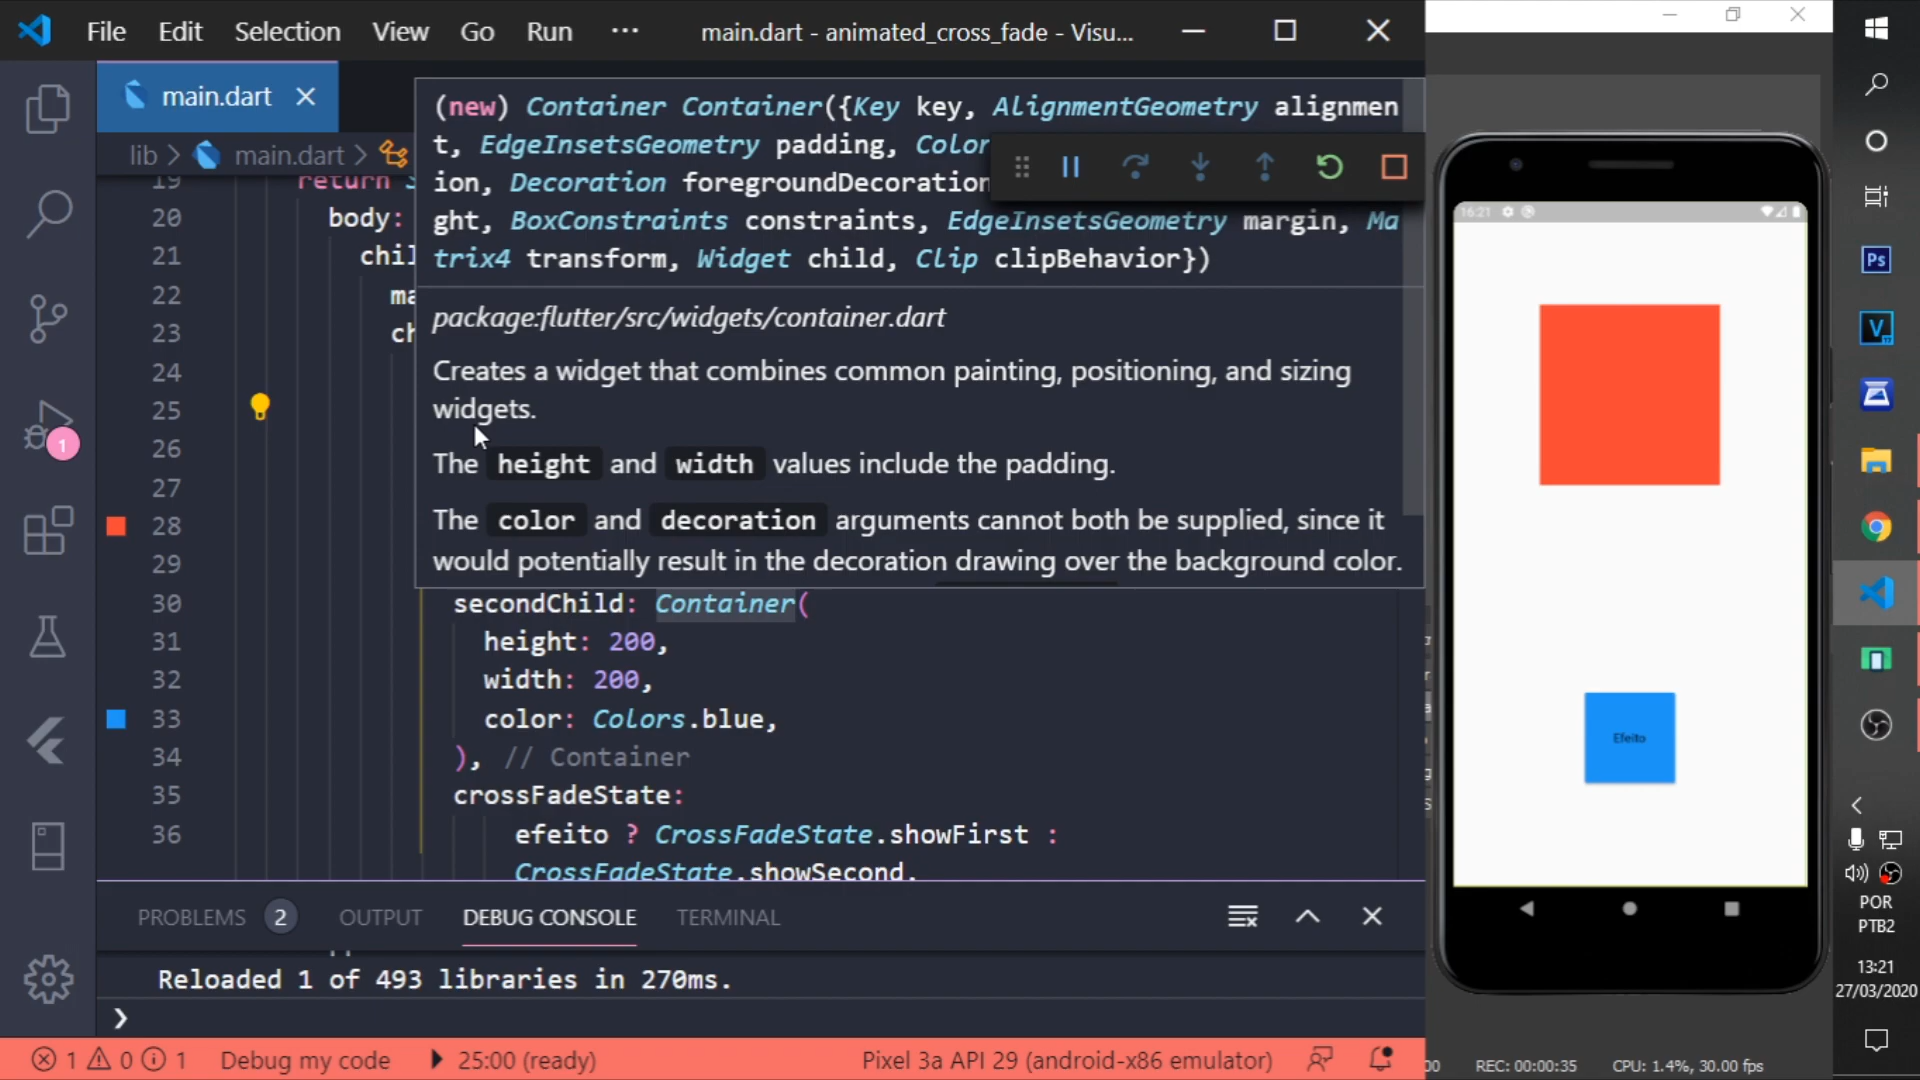 File Edit Selection View Go Run ··· main.dart - animated_cross_fade - Visu...
main.dart
lib > main.dart >
(new) Container Container({Key key, AlignmentGeometry alignmen
t, EdgeInsetsGeometry padding, Color
ion, Decoration foregroundDecoration
ght, BoxConstraints constraints, EdgeInsetsGeometry margin, Ma
trix4 transform, Widget child, Clip clipBehavior})
package:flutter/src/widgets/container.dart
Creates a widget that combines common painting, positioning, and sizing
widgets.
The height and width values include the padding.
The color and decoration arguments cannot both be supplied, since it
would potentially result in the decoration drawing over the background color.
19 return S
20 body:
21 chil
22 ma
23 ch
24
25
26
27
28
29
30 secondChild: Container(
31 height: 200,
32 width: 200,
33 color: Colors.blue,
34 ), // Container
35 crossFadeState:
36 efeito ? CrossFadeState.showFirst :
CrossFadeState.showSecond,
1
PROBLEMS 2 OUTPUT DEBUG CONSOLE TERMINAL
Reloaded 1 of 493 libraries in 270ms.
1 0 1 Debug my code 25:00 (ready) Pixel 3a API 29 (android-x86 emulator)
16:21
Efeito
00 REC: 00:00:35 CPU: 1.4%, 30.00 fps
Ps
V
POR
PTB2
13:21
27/03/2020